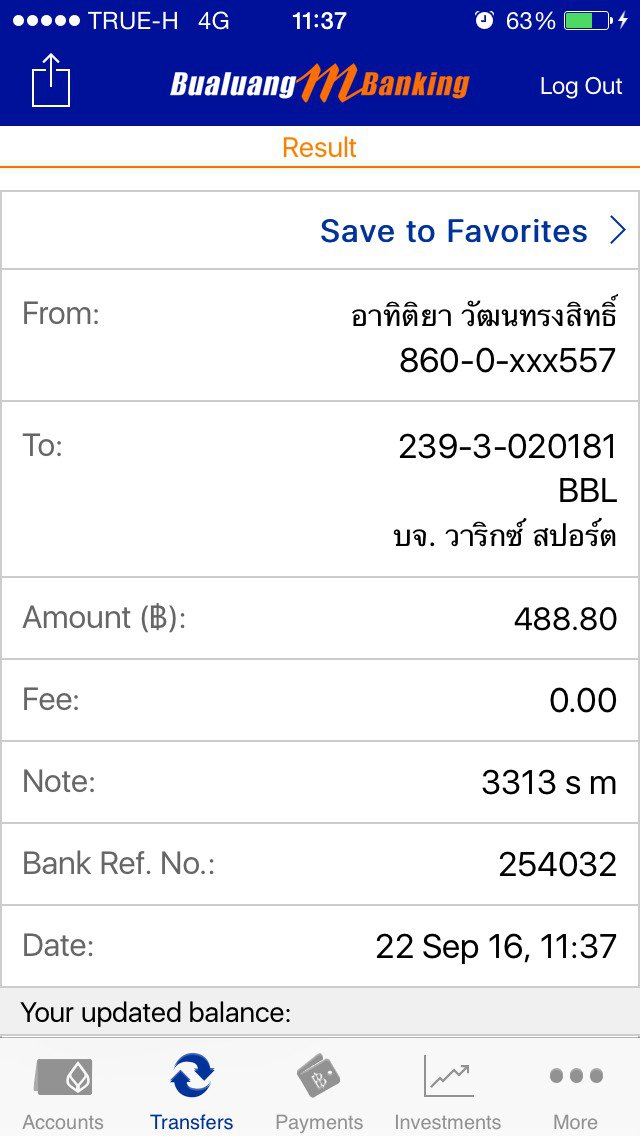 TRUE-H 4G 11:37 63%
Bualuang mBanking
Log Out
Result
Save to Favorites
From:
อาทิติยา วัฒนทรงสิทธิ์
860-0-xxx557
To:
239-3-020181
BBL
บจ. วาริกซ์ สปอร์ต
Amount (฿): 488.80
Fee: 0.00
Note: 3313 s m
Bank Ref. No.: 254032
Date: 22 Sep 16, 11:37
Your updated balance:
Accounts Transfers Payments Investments More